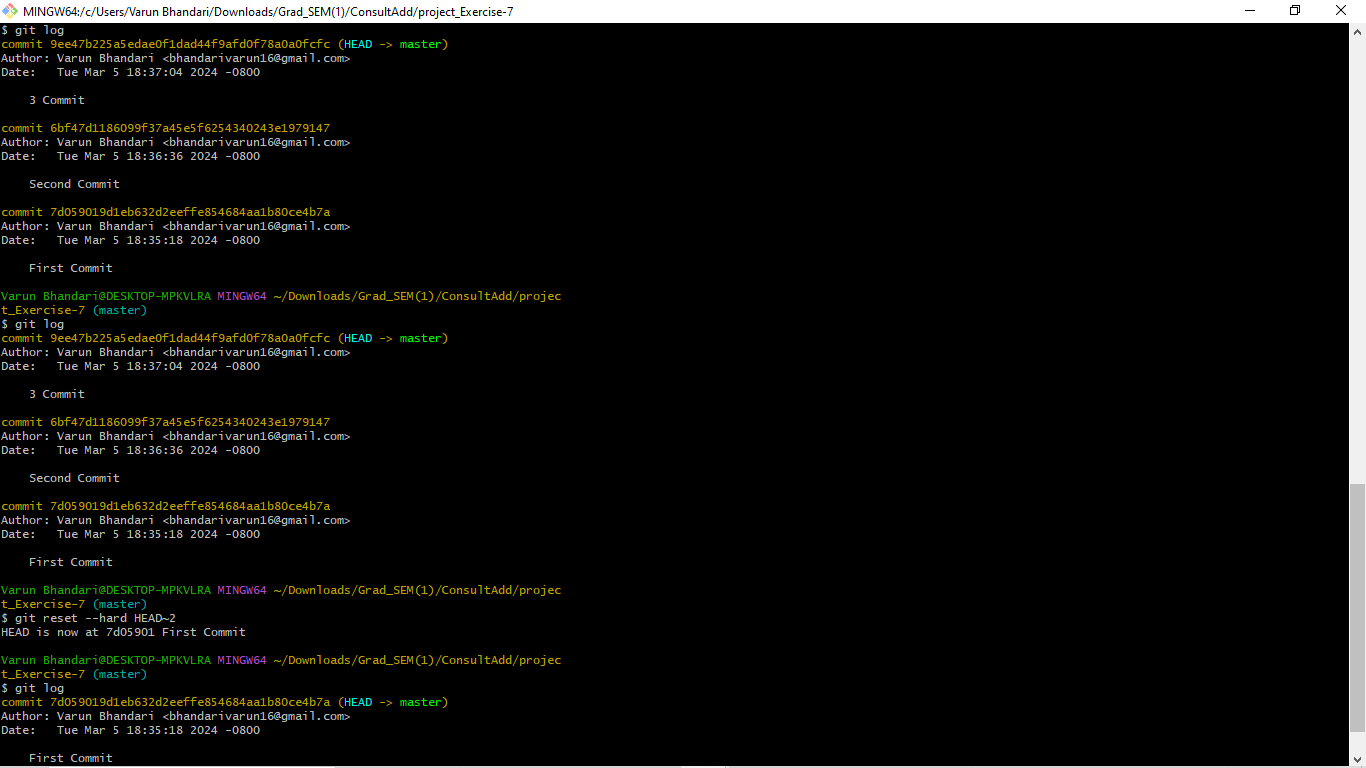 MINGW64:/c/Users/Varun Bhandari/Downloads/Grad_SEM(1)/ConsultAdd/project_Exercise-7
$ git log
commit 9ee47b225a5edae0f1dad44f9afd0f78a0a0fcfc (HEAD -> master)
Author: Varun Bhandari <bhandarivarun16@gmail.com>
Date:   Tue Mar 5 18:37:04 2024 -0800
    3 Commit
commit 6bf47d1186099f37a45e5f6254340243e1979147
Author: Varun Bhandari <bhandarivarun16@gmail.com>
Date:   Tue Mar 5 18:36:36 2024 -0800
    Second Commit
commit 7d059019d1eb632d2eeffe854684aa1b80ce4b7a
Author: Varun Bhandari <bhandarivarun16@gmail.com>
Date:   Tue Mar 5 18:35:18 2024 -0800
    First Commit
Varun Bhandari@DESKTOP-MPKVLRA MINGW64 ~/Downloads/Grad_SEM(1)/ConsultAdd/projec
t_Exercise-7 (master)
$ git log
commit 9ee47b225a5edae0f1dad44f9afd0f78a0a0fcfc (HEAD -> master)
Author: Varun Bhandari <bhandarivarun16@gmail.com>
Date:   Tue Mar 5 18:37:04 2024 -0800
    3 Commit
commit 6bf47d1186099f37a45e5f6254340243e1979147
Author: Varun Bhandari <bhandarivarun16@gmail.com>
Date:   Tue Mar 5 18:36:36 2024 -0800
    Second Commit
commit 7d059019d1eb632d2eeffe854684aa1b80ce4b7a
Author: Varun Bhandari <bhandarivarun16@gmail.com>
Date:   Tue Mar 5 18:35:18 2024 -0800
    First Commit
Varun Bhandari@DESKTOP-MPKVLRA MINGW64 ~/Downloads/Grad_SEM(1)/ConsultAdd/projec
t_Exercise-7 (master)
$ git reset --hard HEAD~2
HEAD is now at 7d05901 First Commit
Varun Bhandari@DESKTOP-MPKVLRA MINGW64 ~/Downloads/Grad_SEM(1)/ConsultAdd/projec
t_Exercise-7 (master)
$ git log
commit 7d059019d1eb632d2eeffe854684aa1b80ce4b7a (HEAD -> master)
Author: Varun Bhandari <bhandarivarun16@gmail.com>
Date:   Tue Mar 5 18:35:18 2024 -0800
    First Commit